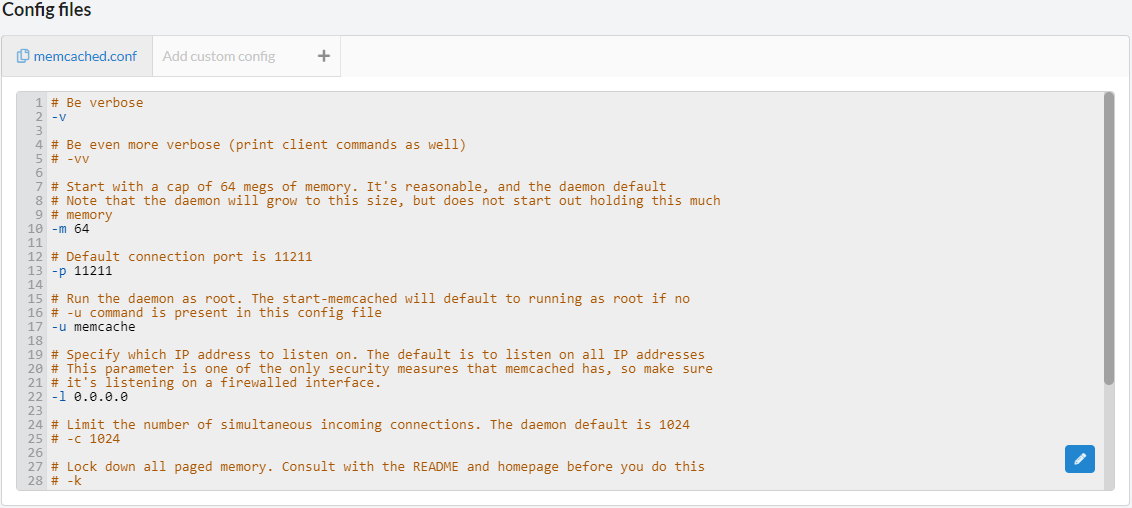 Config files
memcached.conf Add custom config +
1 # Be verbose
2 -v
3
4 # Be even more verbose (print client commands as well)
5 # -vv
6
7 # Start with a cap of 64 megs of memory. It's reasonable, and the daemon default
8 # Note that the daemon will grow to this size, but does not start out holding this much
9 # memory
10 -m 64
11
12 # Default connection port is 11211
13 -p 11211
14
15 # Run the daemon as root. The start-memcached will default to running as root if no
16 # -u command is present in this config file
17 -u memcache
18
19 # Specify which IP address to listen on. The default is to listen on all IP addresses
20 # This parameter is one of the only security measures that memcached has, so make sure
21 # it's listening on a firewalled interface.
22 -l 0.0.0.0
23
24 # Limit the number of simultaneous incoming connections. The daemon default is 1024
25 # -c 1024
26
27 # Lock down all paged memory. Consult with the README and homepage before you do this
28 # -k